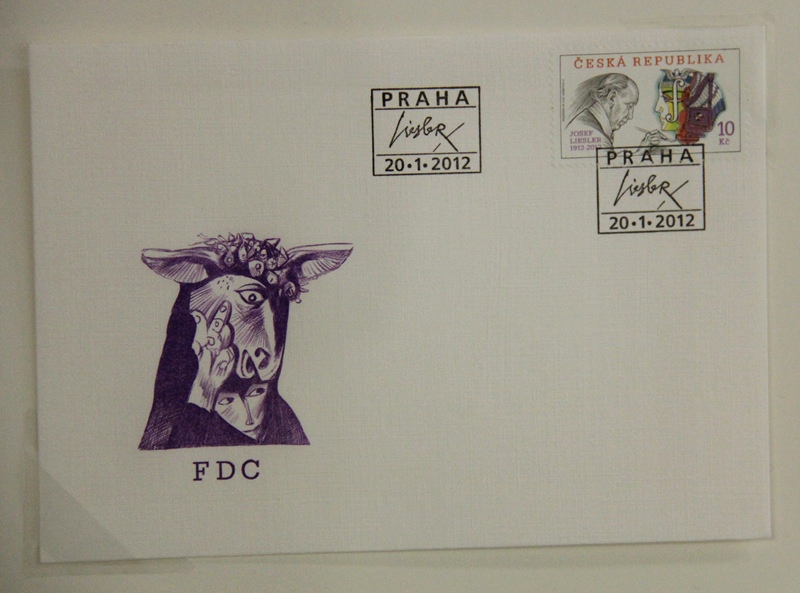 ČESKÁ REPUBLIKA
JOSEF
LIESLER
10
Kč
PRAHA
Liesler
20·1·2012
PRAHA
Liesler
20·1·2012
FDC